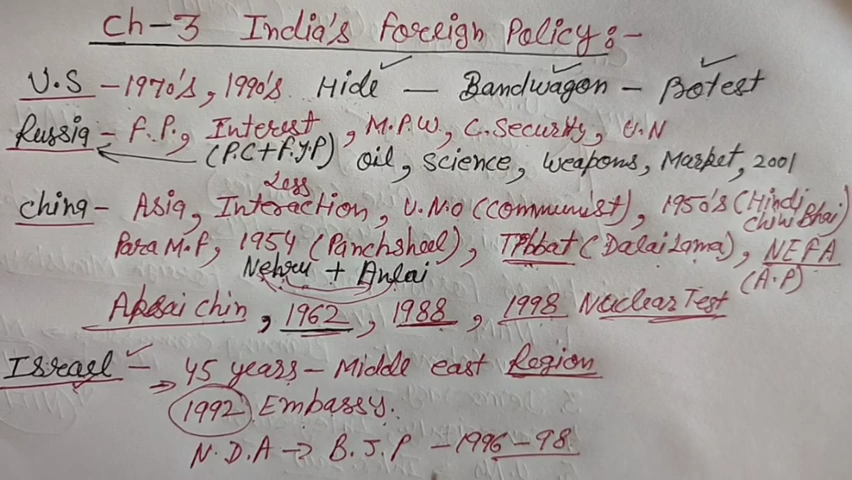 Ch-3 India's Foreign Policy:-
U.S - 1970's, 1990's Hide - Bandwagon - Botest
Russia - F.P., Interest, M.P.W., C.Security, U.N
(P.C+F.Y.P) oil, science, weapons, Market, 2001
Less
China - Asia, Interaction, U.N.O (communist), 1950's (Hindi
Chini Bhai)
Para M.F, 1954 (Panchsheel), Tibbat (Dalai Lama), NEFA
Nehru + Anlai (A.P)
Aksai Chin, 1962, 1988, 1998 Nuclear Test
Israel - 45 years - Middle east Region
1992 Embassy.
N.D.A → B.J.P - 1996-98